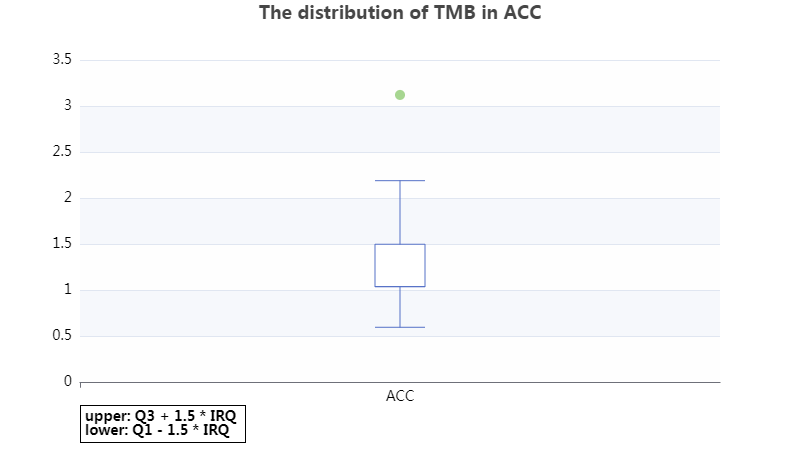 The distribution of TMB in ACC
3.5
3
2.5
2
1.5
1
0.5
0
ACC
upper: Q3 + 1.5 * IRQ
lower: Q1 - 1.5 * IRQ